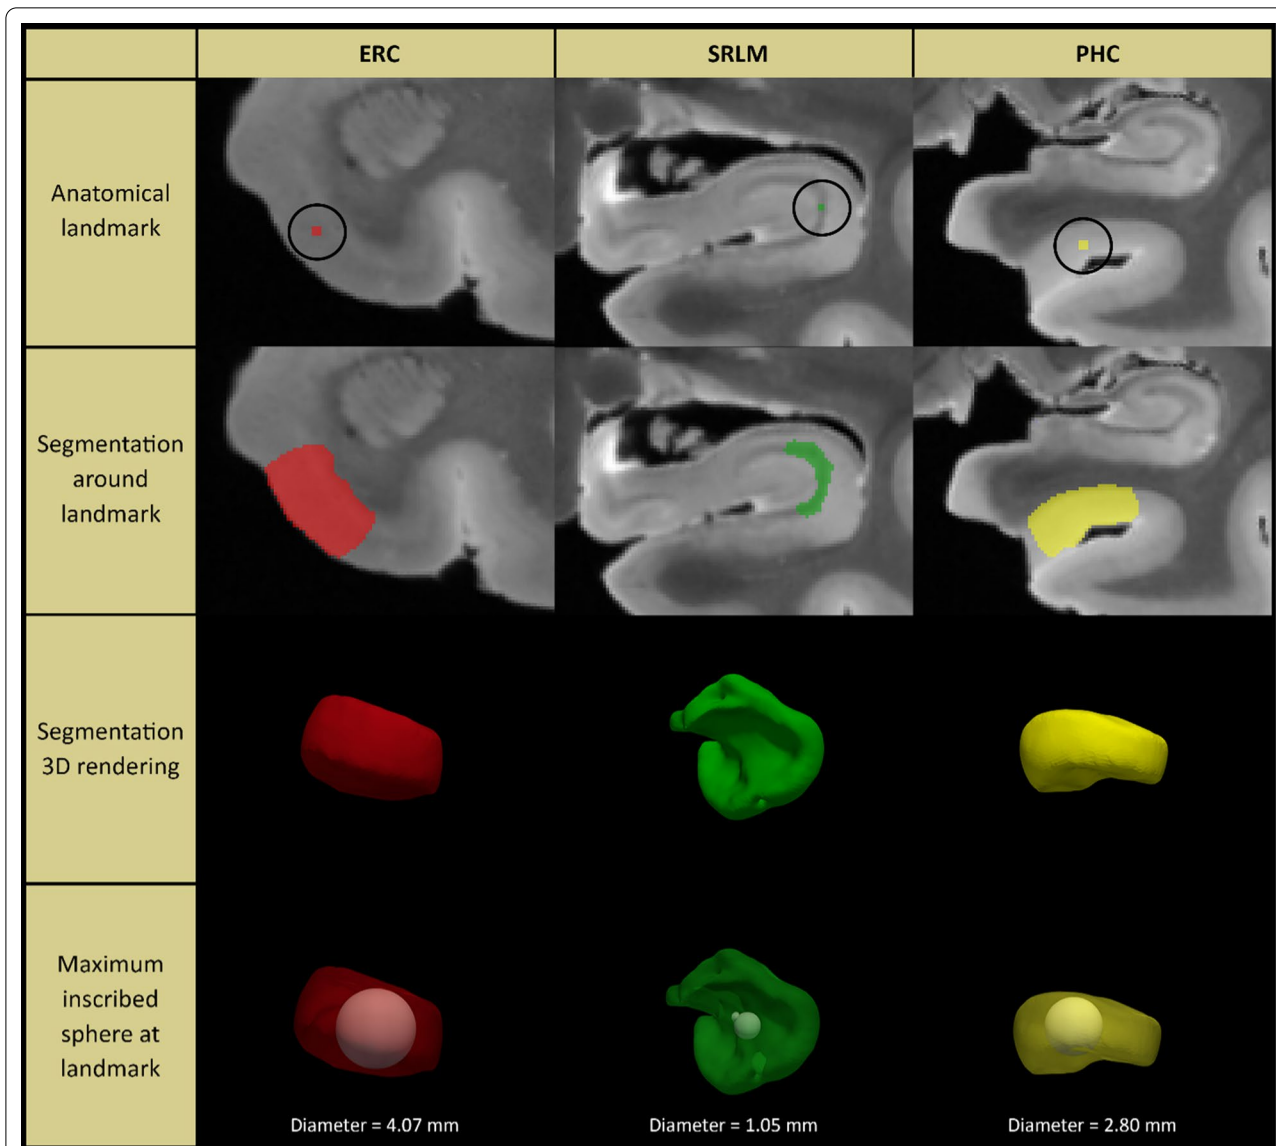 ERC
SRLM
PHC
Anatomical
landmark
Segmentation
around
landmark
Segmentation
3D rendering
Maximum
inscribed
sphere at
landmark
Diameter = 4.07 mm
Diameter = 1.05 mm
Diameter = 2.80 mm